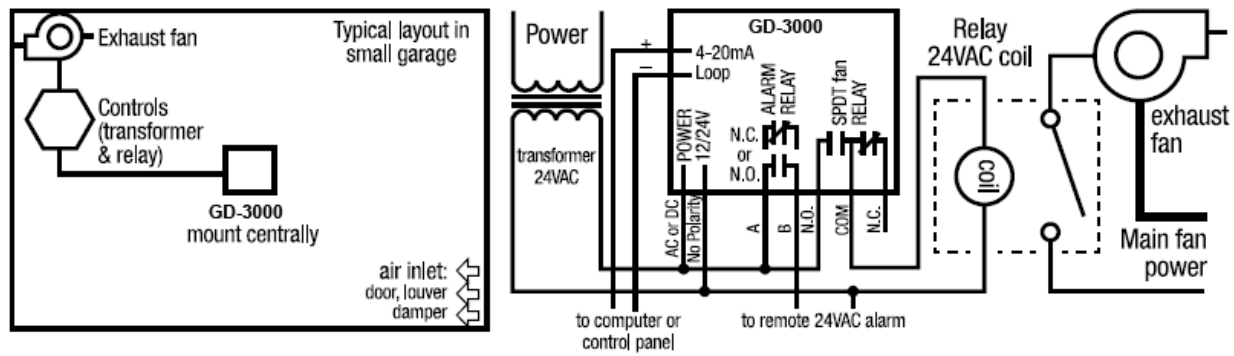 Exhaust fan
Typical layout in
small garage
Controls
(transformer
& relay)
GD-3000
mount centrally
air inlet:
door, louver
damper
Power
transformer
24VAC
GD-3000
+
4-20mA
–
Loop
POWER
12/24V
ALARM
RELAY
N.C.
or
N.O.
SPDT fan
RELAY
AC or DC
No Polarity
A
B
N.O.
COM
N.C.
to computer or
control panel
to remote 24VAC alarm
Relay
24VAC coil
coil
exhaust
fan
Main fan
power